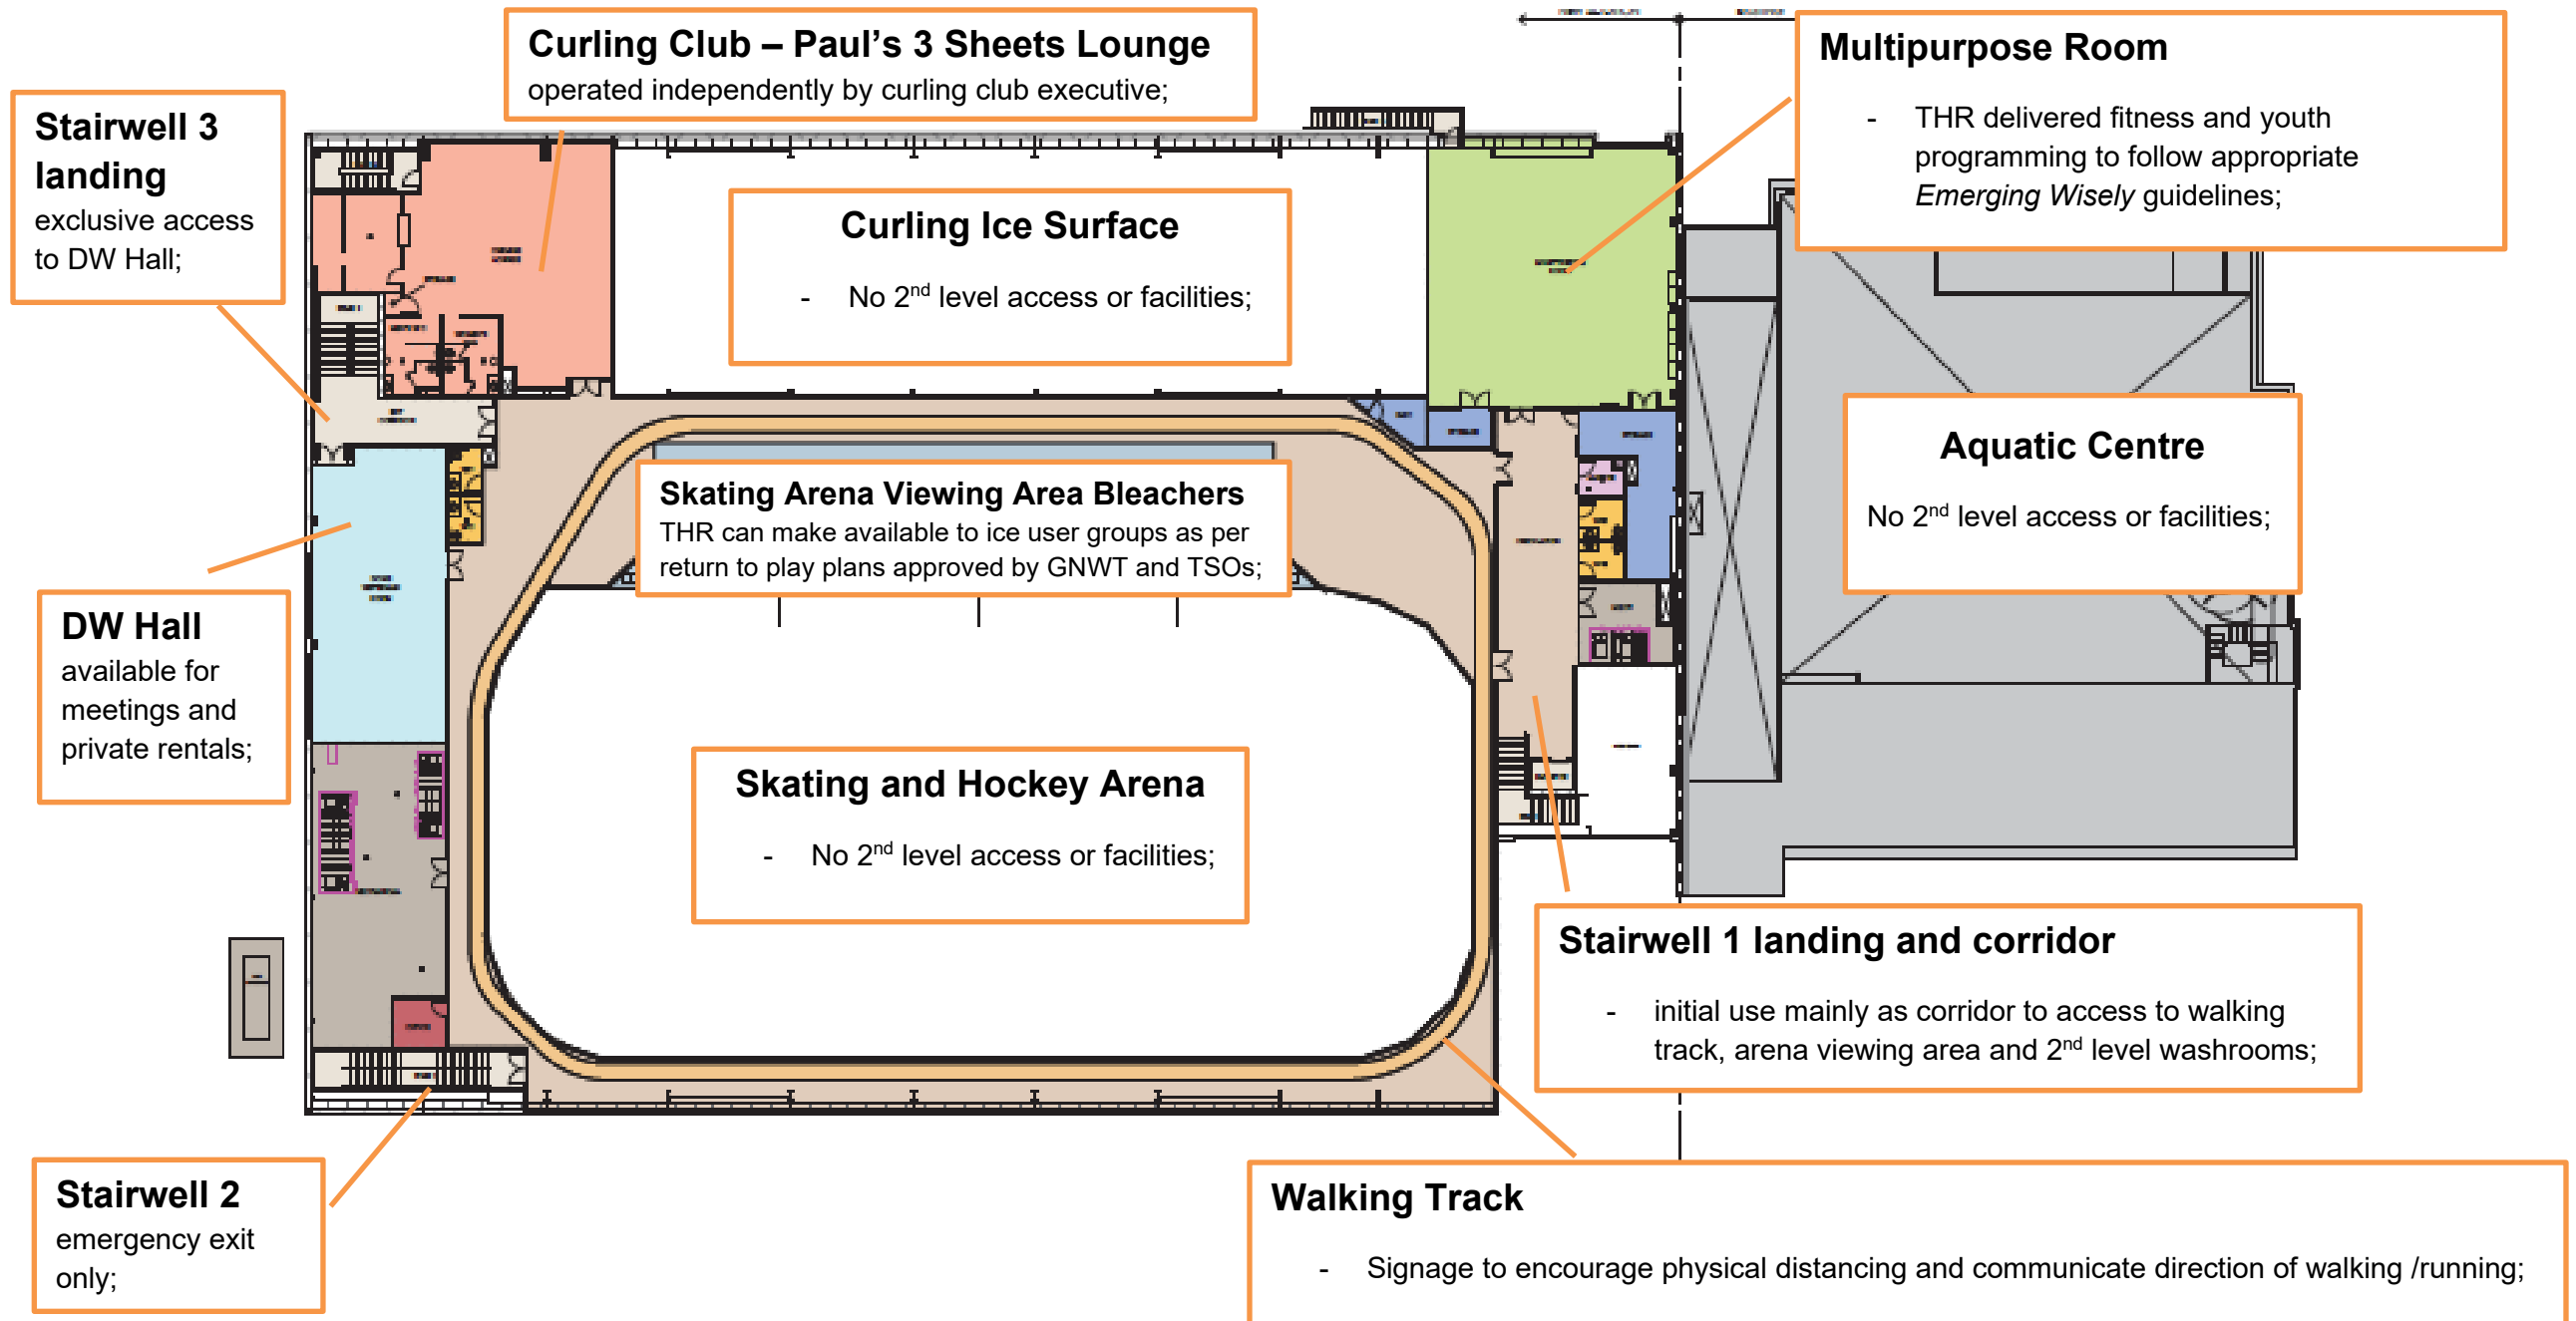 Curling Club – Paul's 3 Sheets Lounge
operated independently by curling club executive;
Multipurpose Room
- THR delivered fitness and youth
programming to follow appropriate
Emerging Wisely guidelines;
Stairwell 3
landing
exclusive access
to DW Hall;
Curling Ice Surface
- No 2nd level access or facilities;
Skating Arena Viewing Area Bleachers
THR can make available to ice user groups as per
return to play plans approved by GNWT and TSOs;
Aquatic Centre
No 2nd level access or facilities;
DW Hall
available for
meetings and
private rentals;
Skating and Hockey Arena
- No 2nd level access or facilities;
Stairwell 1 landing and corridor
- initial use mainly as corridor to access to walking
track, arena viewing area and 2nd level washrooms;
Stairwell 2
emergency exit
only;
Walking Track
- Signage to encourage physical distancing and communicate direction of walking /running;